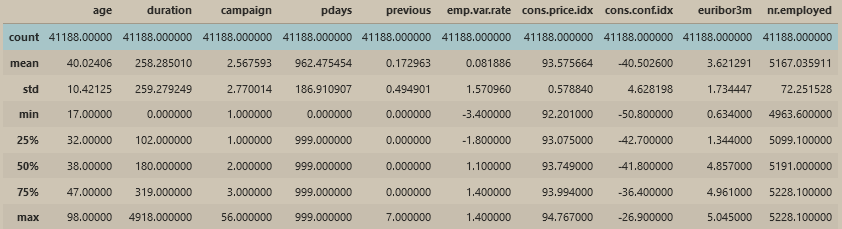 age duration campaign pdays previous emp.var.rate cons.price.idx cons.conf.idx euribor3m nr.employed
count 41188.00000 41188.000000 41188.000000 41188.000000 41188.000000 41188.000000 41188.000000 41188.000000 41188.000000 41188.000000
mean 40.02406 258.285010 2.567593 962.475454 0.172963 0.081886 93.575664 -40.502600 3.621291 5167.035911
std 10.42125 259.279249 2.770014 186.910907 0.494901 1.570960 0.578840 4.628198 1.734447 72.251528
min 17.00000 0.000000 1.000000 0.000000 0.000000 -3.400000 92.201000 -50.800000 0.634000 4963.600000
25% 32.00000 102.000000 1.000000 999.000000 0.000000 -1.800000 93.075000 -42.700000 1.344000 5099.100000
50% 38.00000 180.000000 2.000000 999.000000 0.000000 1.100000 93.749000 -41.800000 4.857000 5191.000000
75% 47.00000 319.000000 3.000000 999.000000 0.000000 1.400000 93.994000 -36.400000 4.961000 5228.100000
max 98.00000 4918.000000 56.000000 999.000000 7.000000 1.400000 94.767000 -26.900000 5.045000 5228.100000